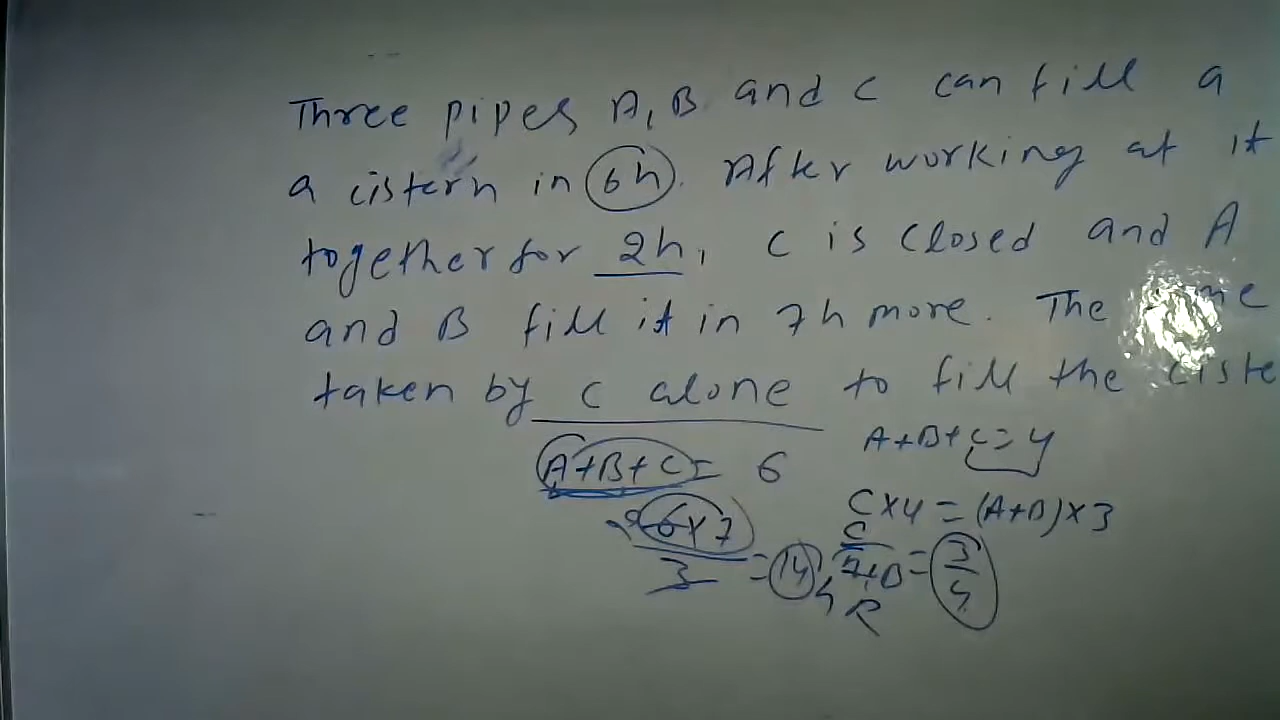 Three pipes A, B and C can fill a
a cistern in 6h. After working at it
together for 2h, C is closed and A
and B fill it in 7h more. The
taken by C alone to fill the ciste
A+B+C=4
A+B+C= 6
C×4=(A+B)×3
6×7/3 = 14 C/A+B = 3/4